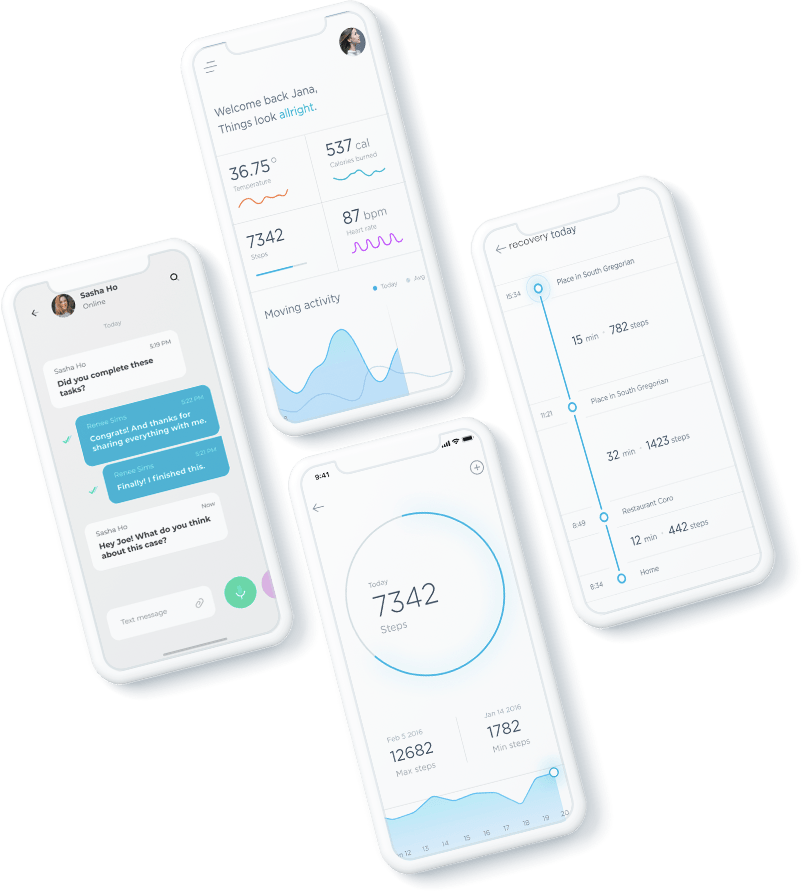 Welcome back Jana,
Things look allright.
36.75°
Temperature
537 cal
Calories burned
7342
Steps
87 bpm
Heart rate
Moving activity
Today
Avg
Sasha Ho
Online
Today
Sasha Ho
5:19 PM
Did you complete these
tasks?
Renee Sims
5:22 PM
Congrats! And thanks for
sharing everything with me.
Renee Sims
5:21 PM
Finally! I finished this.
Sasha Ho
Now
Hey Joe! What do you think
about this case?
Text message
recovery today
15:34
Place in South Gregorian
15 min · 782 steps
11:21
Place in South Gregorian
32 min · 1423 steps
8:49
Restaurant Coro
12 min · 442 steps
8:34
Home
9:41
Today
7342
Steps
Feb 5 2016
12682
Max steps
Jan 14 2016
1782
Min steps
12 13 14 15 16 17 18 19 20